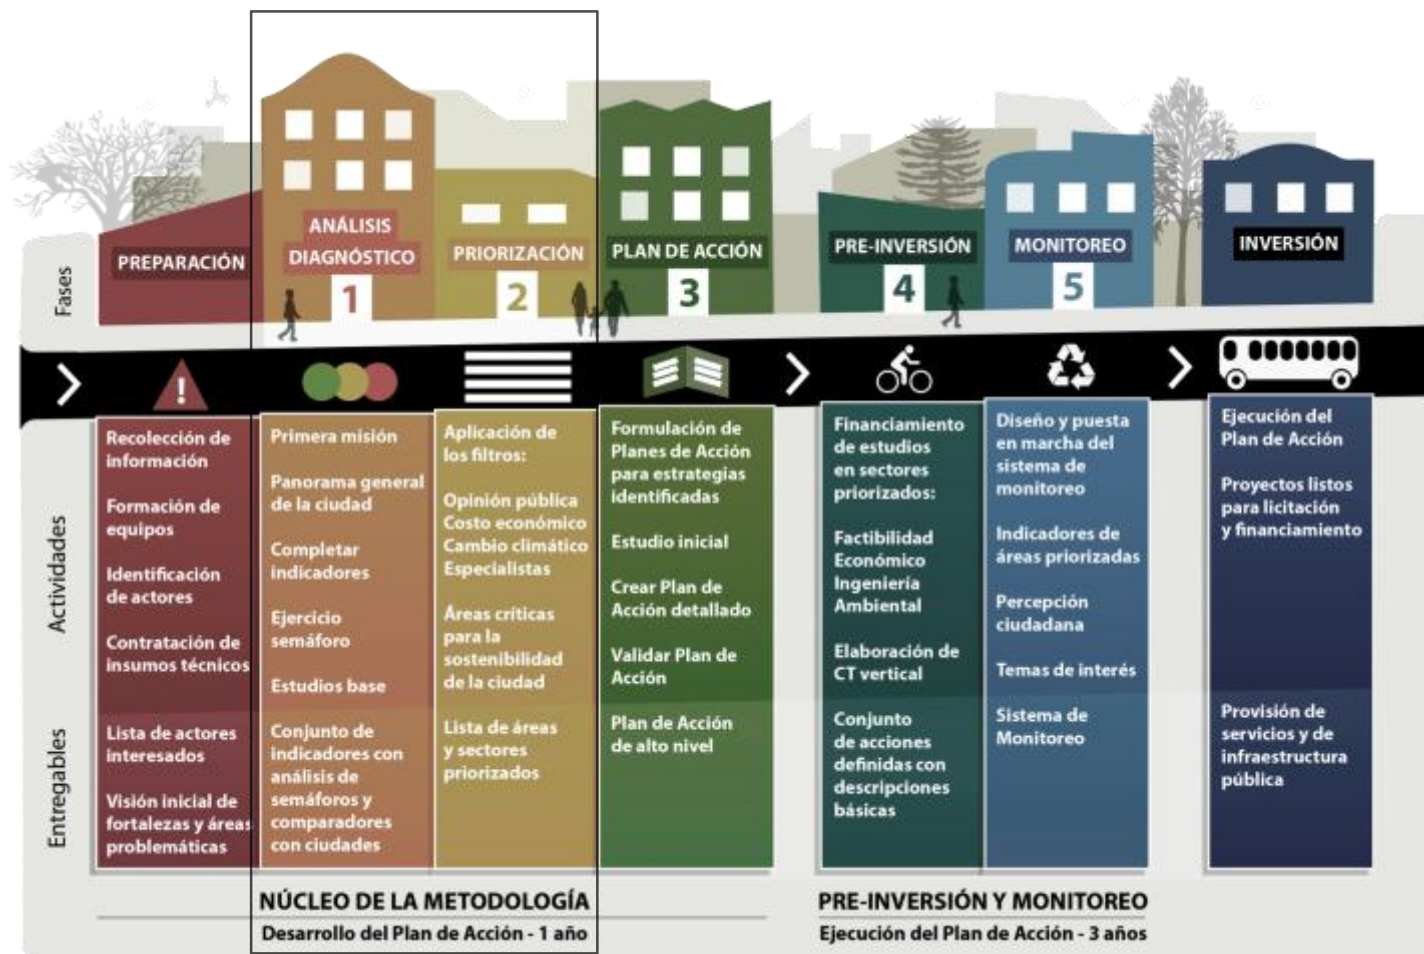 Fases
PREPARACIÓN
ANÁLISIS
DIAGNÓSTICO
1
PRIORIZACIÓN
2
PLAN DE ACCIÓN
3
PRE-INVERSIÓN
4
MONITOREO
5
INVERSIÓN
!
Actividades
Recolección de
información
Formación de
equipos
Identificación
de actores
Contratación de
insumos técnicos
Primera misión
Panorama general
de la ciudad
Completar
indicadores
Ejercicio
semáforo
Estudios base
Aplicación de
los filtros:
Opinión pública
Costo económico
Cambio climático
Especialistas
Áreas críticas
para la
sostenibilidad
de la ciudad
Formulación de
Planes de Acción
para estrategias
identificadas
Estudio inicial
Crear Plan de
Acción detallado
Validar Plan de
Acción
Financiamiento
de estudios
en sectores
priorizados:
Factibilidad
Económico
Ingeniería
Ambiental
Elaboración de
CT vertical
Diseño y puesta
en marcha del
sistema de
monitoreo
Indicadores de
áreas priorizadas
Percepción
ciudadana
Temas de interés
Ejecución del
Plan de Acción
Proyectos listos
para licitación
y financiamiento
Entregables
Lista de actores
interesados
Visión inicial de
fortalezas y áreas
problemáticas
Conjunto de
indicadores con
análisis de
semáforos y
comparadores
con ciudades
Lista de áreas
y sectores
priorizados
Plan de Acción
de alto nivel
Conjunto
de acciones
definidas con
descripciones
básicas
Sistema de
Monitoreo
Provisión de
servicios y de
infraestructura
pública
NÚCLEO DE LA METODOLOGÍA
Desarrollo del Plan de Acción - 1 año
PRE-INVERSIÓN Y MONITOREO
Ejecución del Plan de Acción - 3 años